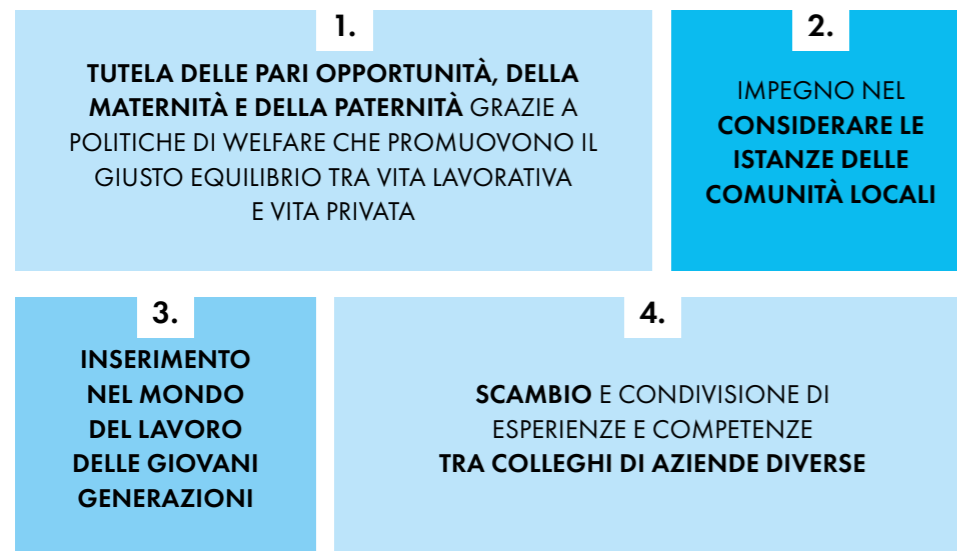 1.
TUTELA DELLE PARI OPPORTUNITÀ, DELLA
MATERNITÀ E DELLA PATERNITÀ GRAZIE A
POLITICHE DI WELFARE CHE PROMUOVONO IL
GIUSTO EQUILIBRIO TRA VITA LAVORATIVA
E VITA PRIVATA
2.
IMPEGNO NEL
CONSIDERARE LE
ISTANZE DELLE
COMUNITÀ LOCALI
3.
INSERIMENTO
NEL MONDO
DEL LAVORO
DELLE GIOVANI
GENERAZIONI
4.
SCAMBIO E CONDIVISIONE DI
ESPERIENZE E COMPETENZE
TRA COLLEGHI DI AZIENDE DIVERSE